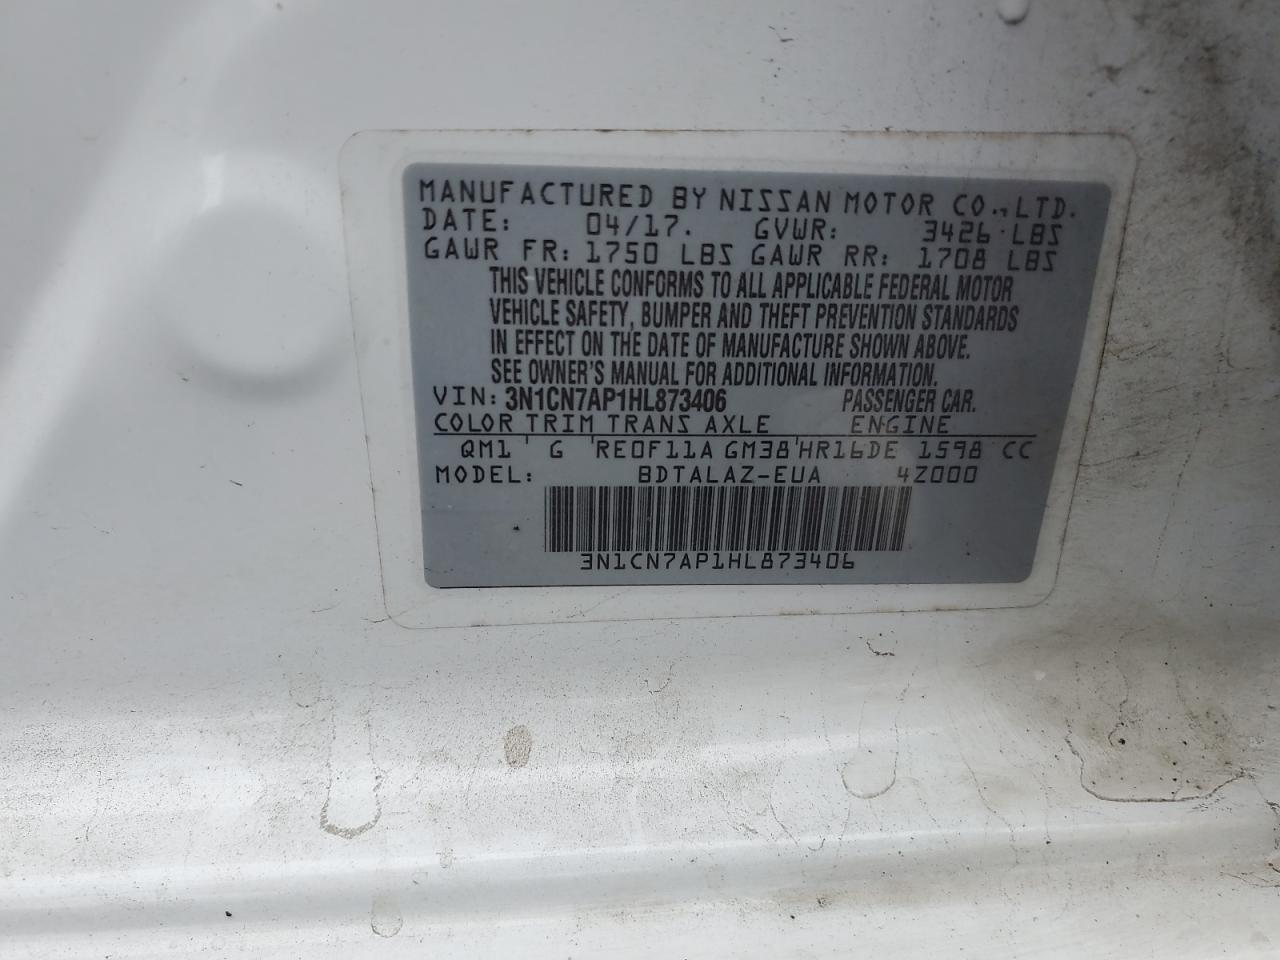 MANUFACTURED BY NISSAN MOTOR CO., LTD.
DATE: 04/17. GVWR: 3426 LBS
GAWR FR: 1750 LBS GAWR RR: 1708 LBS
THIS VEHICLE CONFORMS TO ALL APPLICABLE FEDERAL MOTOR
VEHICLE SAFETY, BUMPER AND THEFT PREVENTION STANDARDS
IN EFFECT ON THE DATE OF MANUFACTURE SHOWN ABOVE.
SEE OWNER'S MANUAL FOR ADDITIONAL INFORMATION.
VIN: 3N1CN7AP1HL873406 PASSENGER CAR.
COLOR TRIM TRANS AXLE ENGINE
QM1 G RE0F11A GM38 HR16DE 1598 CC
MODEL: BDTALAZ-EUA 4Z000
3N1CN7AP1HL873406